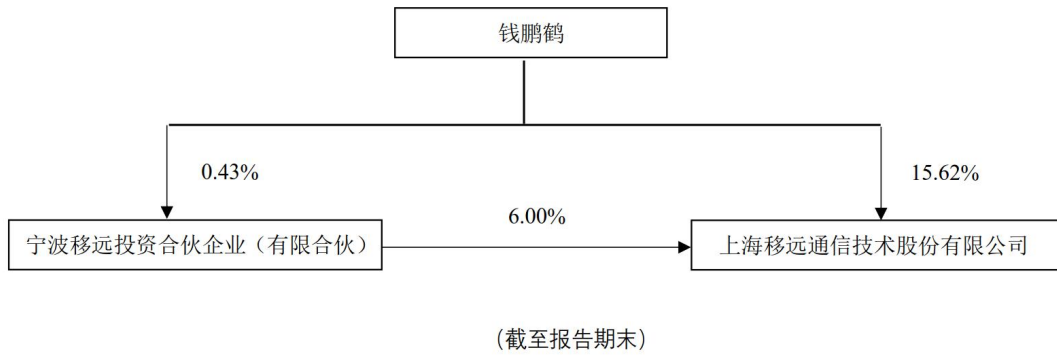 钱鹏鹤
0.43%
15.62%
6.00%
宁波移远投资合伙企业（有限合伙）
上海移远通信技术股份有限公司
（截至报告期末）